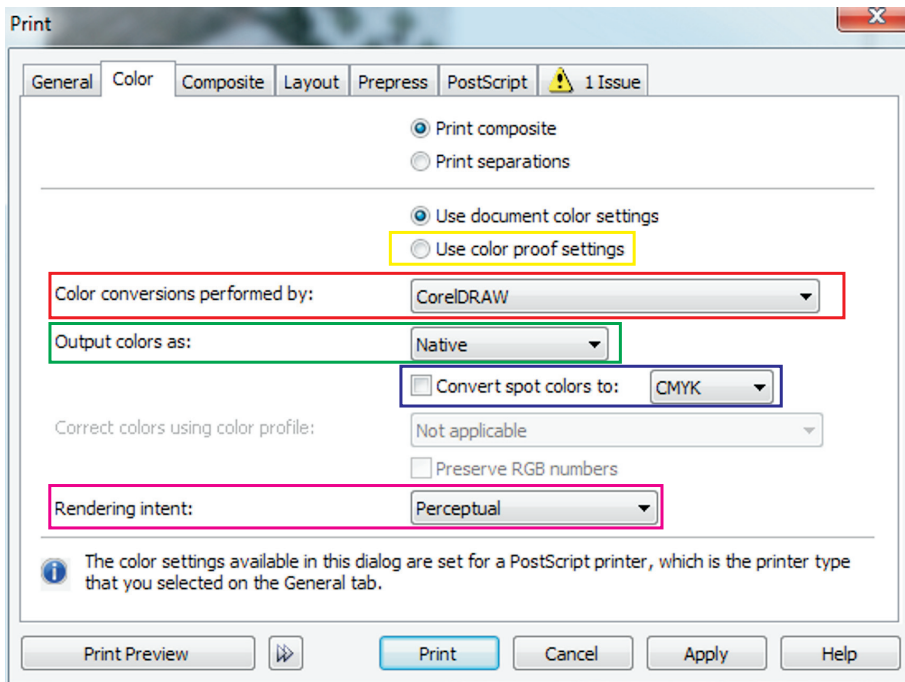 Print
General Color Composite Layout Prepress PostScript 1 Issue
Print composite
Print separations
Use document color settings
Use color proof settings
Color conversions performed by: CorelDRAW
Output colors as: Native
Convert spot colors to: CMYK
Correct colors using color profile: Not applicable
Preserve RGB numbers
Rendering intent: Perceptual
The color settings available in this dialog are set for a PostScript printer, which is the printer type
that you selected on the General tab.
Print Preview Print Cancel Apply Help